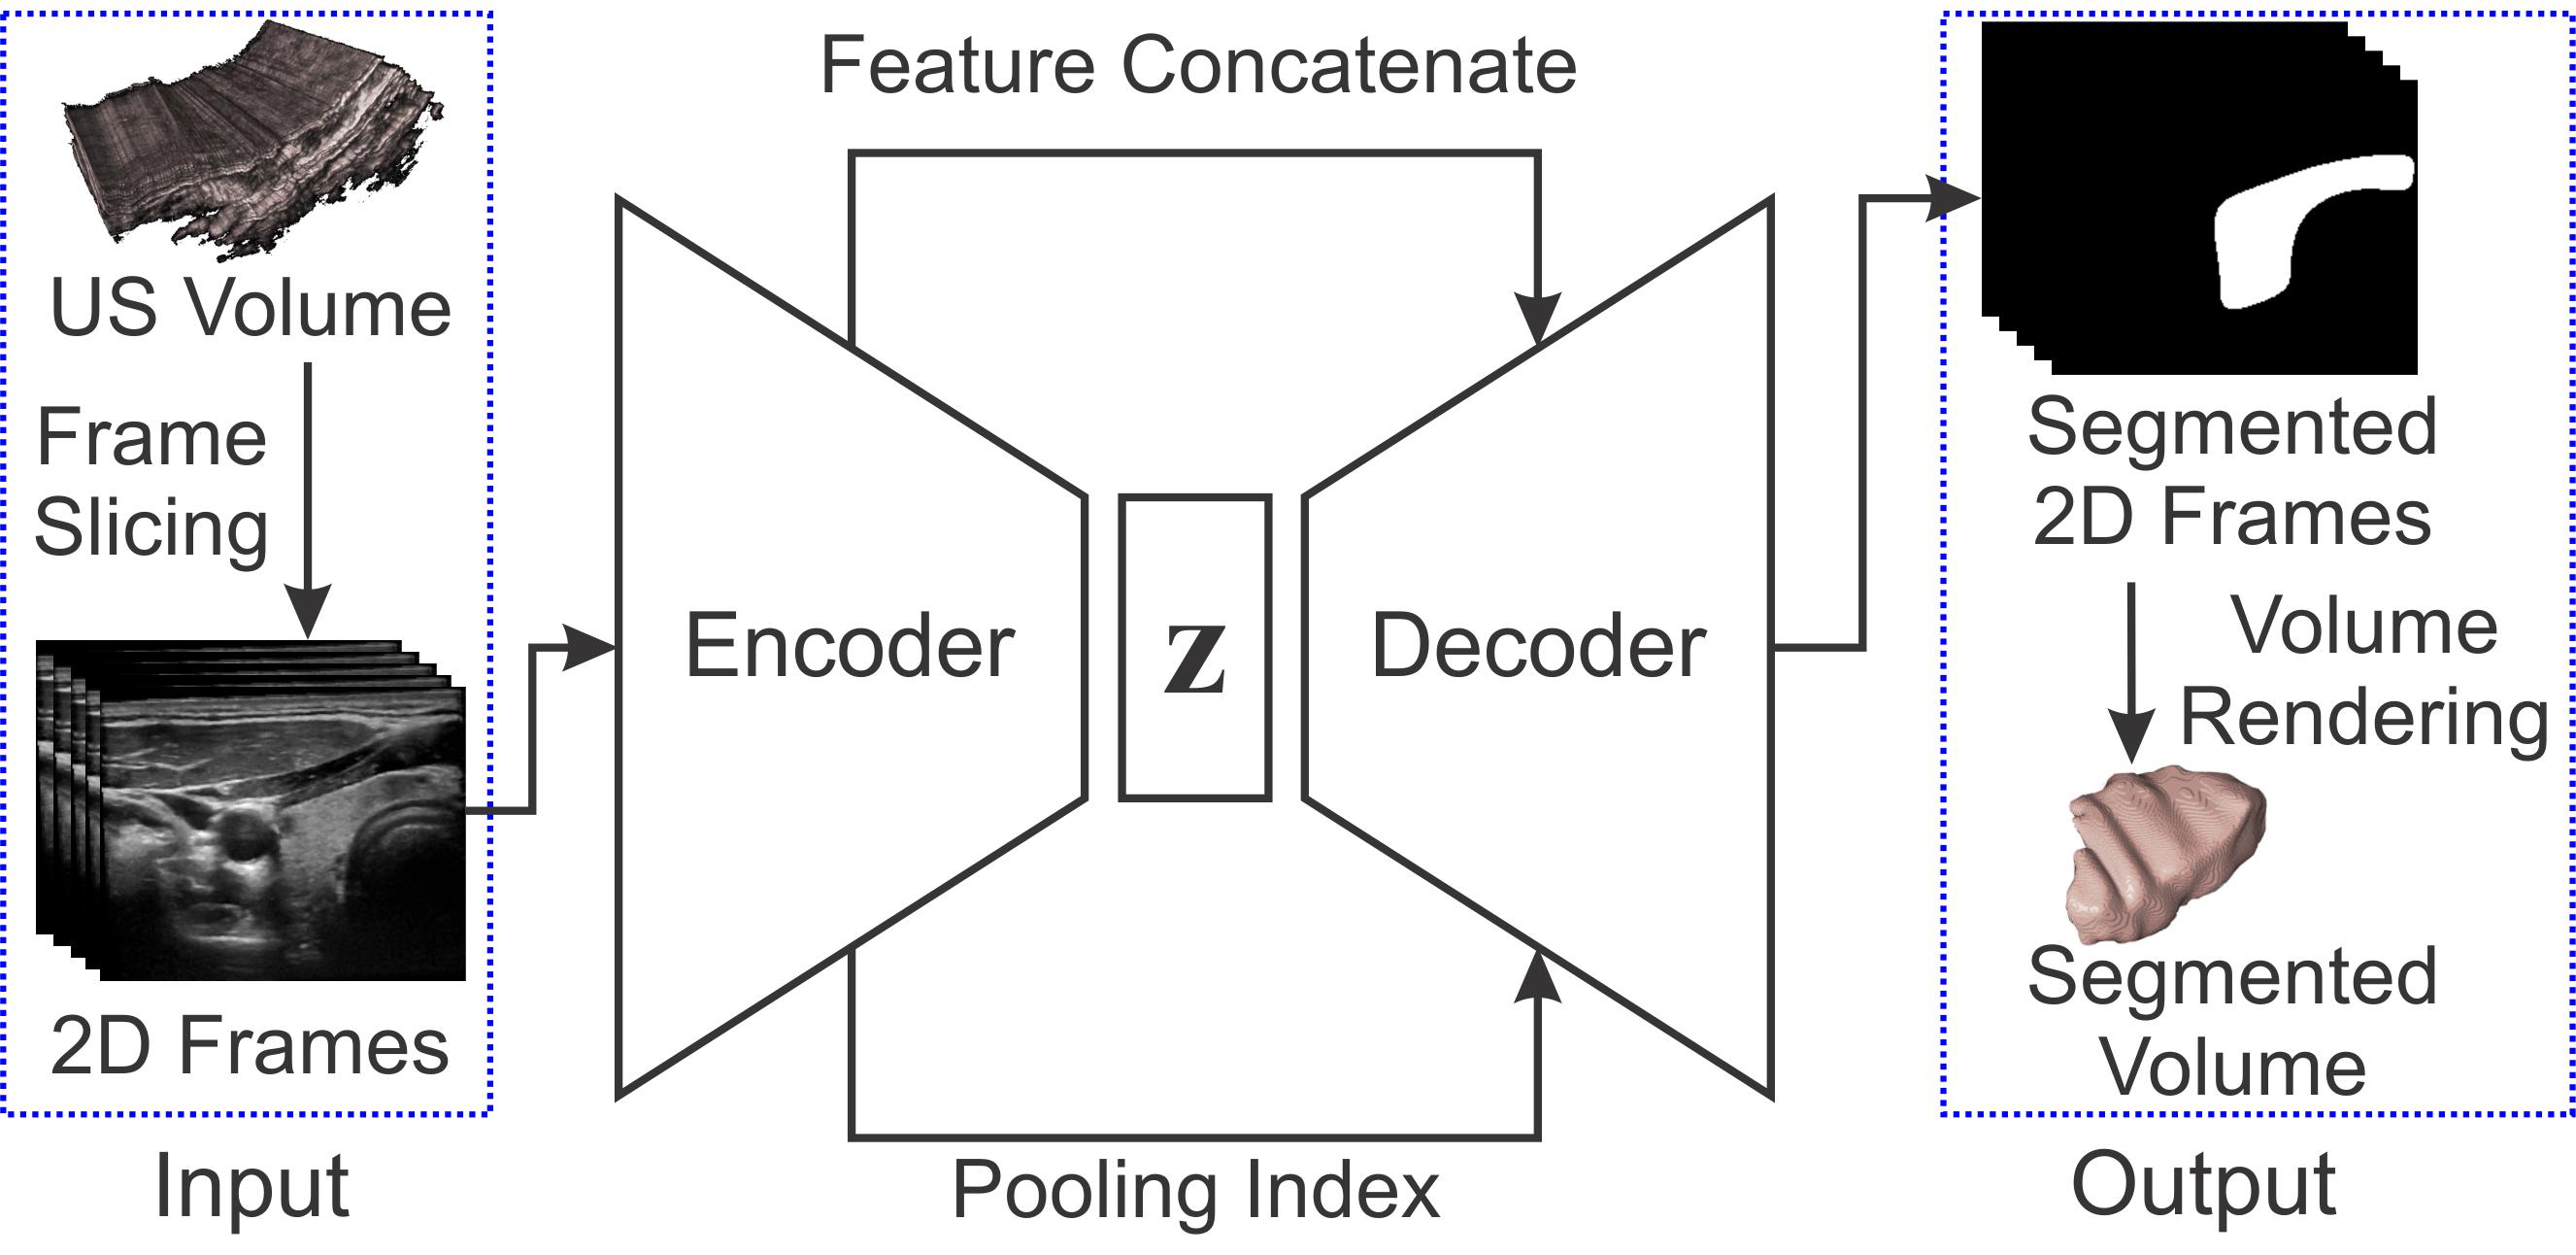 US Volume
Frame
Slicing
2D Frames
Input
Feature Concatenate
Encoder
z
Decoder
Pooling Index
Segmented
2D Frames
Volume
Rendering
Segmented
Volume
Output